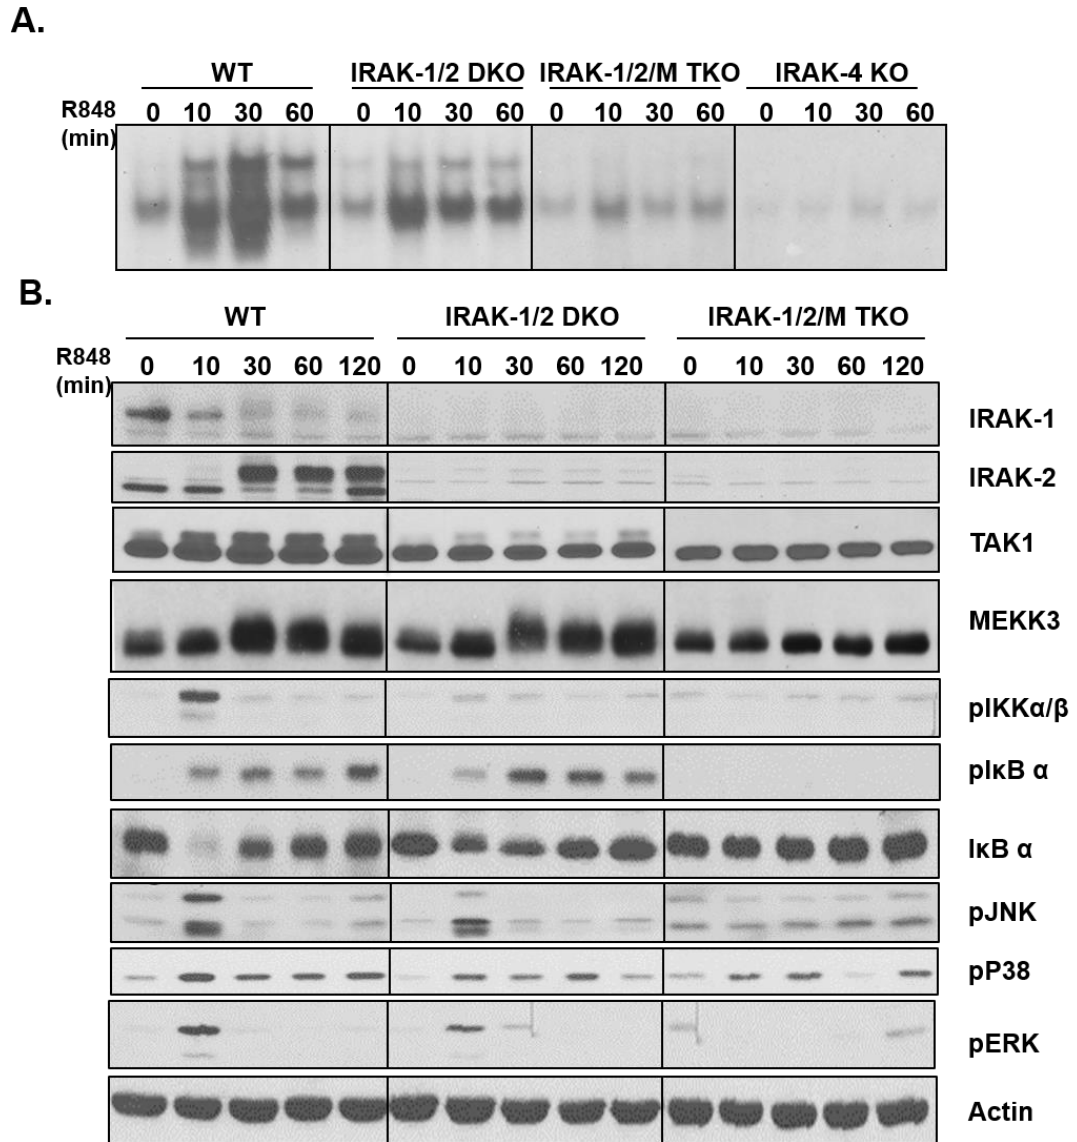 A.
WT IRAK-1/2 DKO IRAK-1/2/M TKO IRAK-4 KO
R848 0 10 30 60 0 10 30 60 0 10 30 60 0 10 30 60
(min)
B.
WT IRAK-1/2 DKO IRAK-1/2/M TKO
R848 0 10 30 60 120 0 10 30 60 120 0 10 30 60 120
(min)
IRAK-1
IRAK-2
TAK1
MEKK3
pIKKα/β
pIκB α
IκB α
pJNK
pP38
pERK
Actin